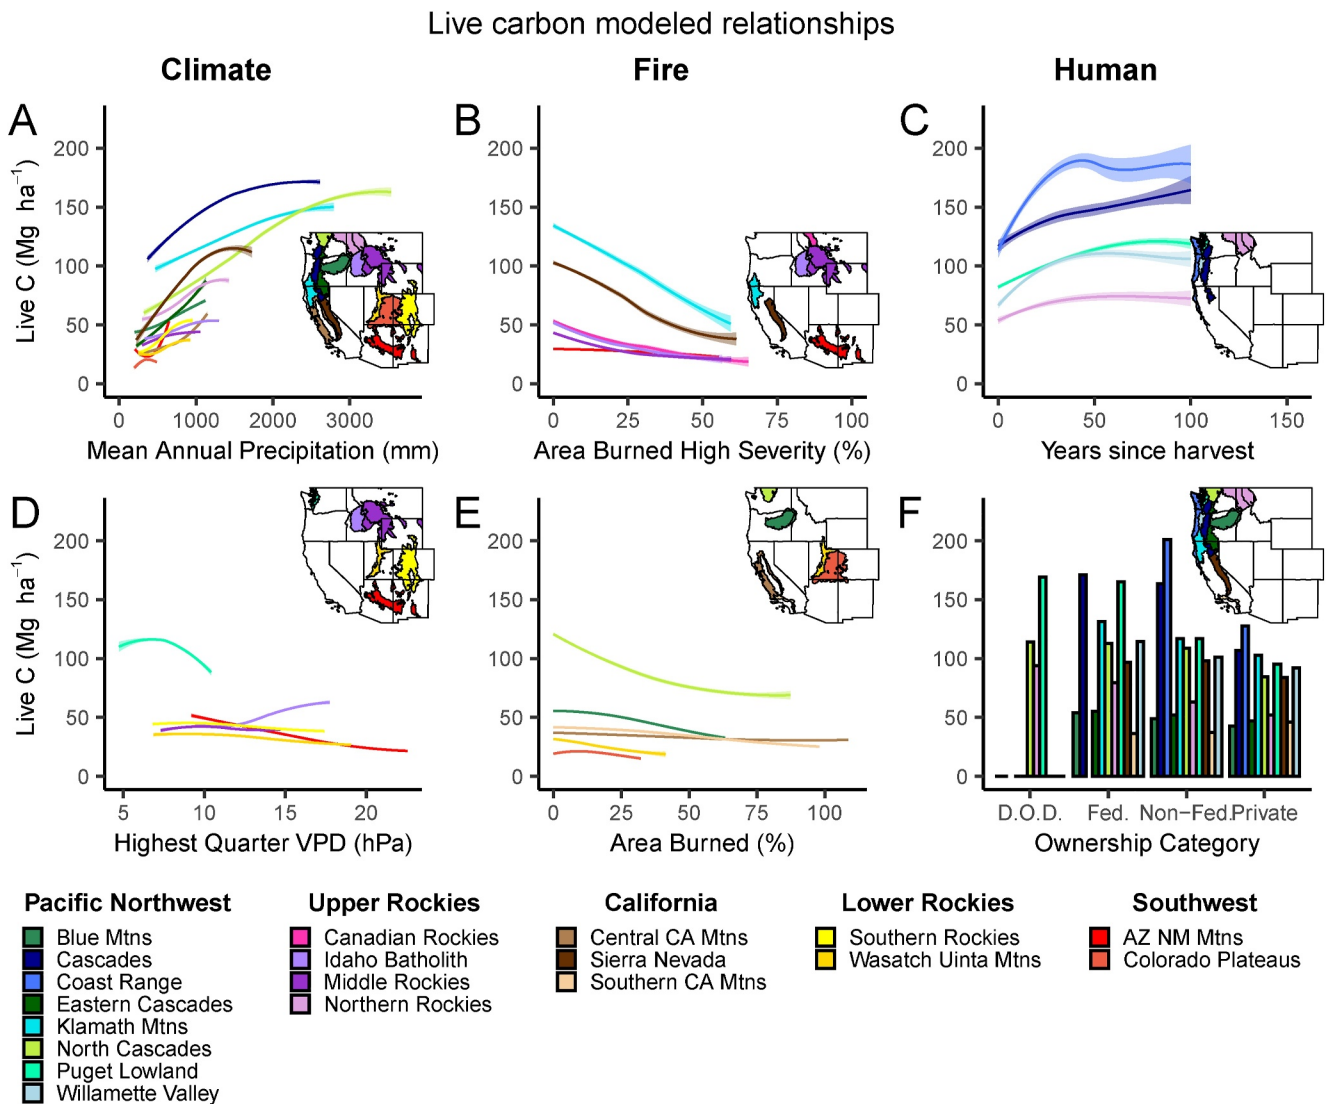 Live carbon modeled relationships
Climate
Fire
Human
A
Live C (Mg ha⁻¹)
200
150
100
50
0
0 1000 2000 3000
Mean Annual Precipitation (mm)
B
200
150
100
50
0
0 25 50 75 100
Area Burned High Severity (%)
C
200
150
100
50
0
0 50 100 150
Years since harvest
D
Live C (Mg ha⁻¹)
200
150
100
50
0
5 10 15 20
Highest Quarter VPD (hPa)
E
200
150
100
50
0
0 25 50 75 100
Area Burned (%)
F
200
150
100
50
0
D.O.D. Fed. Non−Fed. Private
Ownership Category
Pacific Northwest
Blue Mtns
Cascades
Coast Range
Eastern Cascades
Klamath Mtns
North Cascades
Puget Lowland
Willamette Valley
Upper Rockies
Canadian Rockies
Idaho Batholith
Middle Rockies
Northern Rockies
California
Central CA Mtns
Sierra Nevada
Southern CA Mtns
Lower Rockies
Southern Rockies
Wasatch Uinta Mtns
Southwest
AZ NM Mtns
Colorado Plateaus